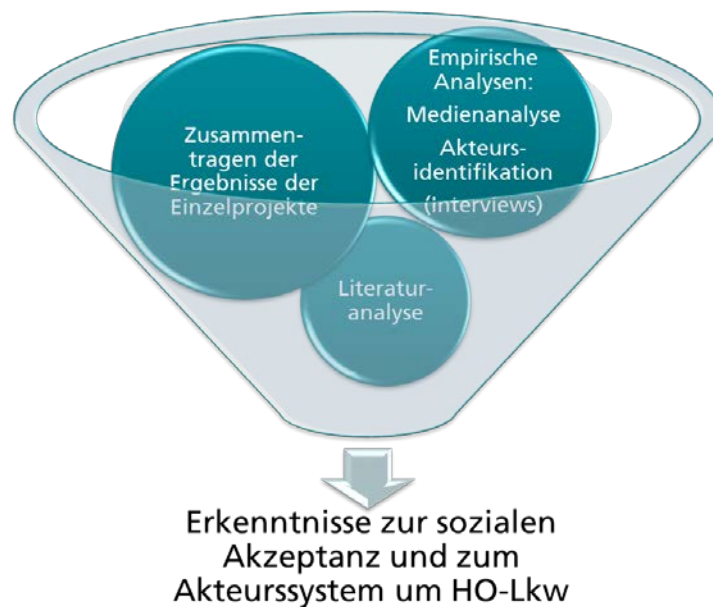 Zusammen-
tragen der
Ergebnisse der
Einzelprojekte
Empirische
Analysen:
Medienanalyse
Akteurs-
identifikation
(interviews)
Literatur-
analyse
Erkenntnisse zur sozialen
Akzeptanz und zum
Akteurssystem um HO-Lkw